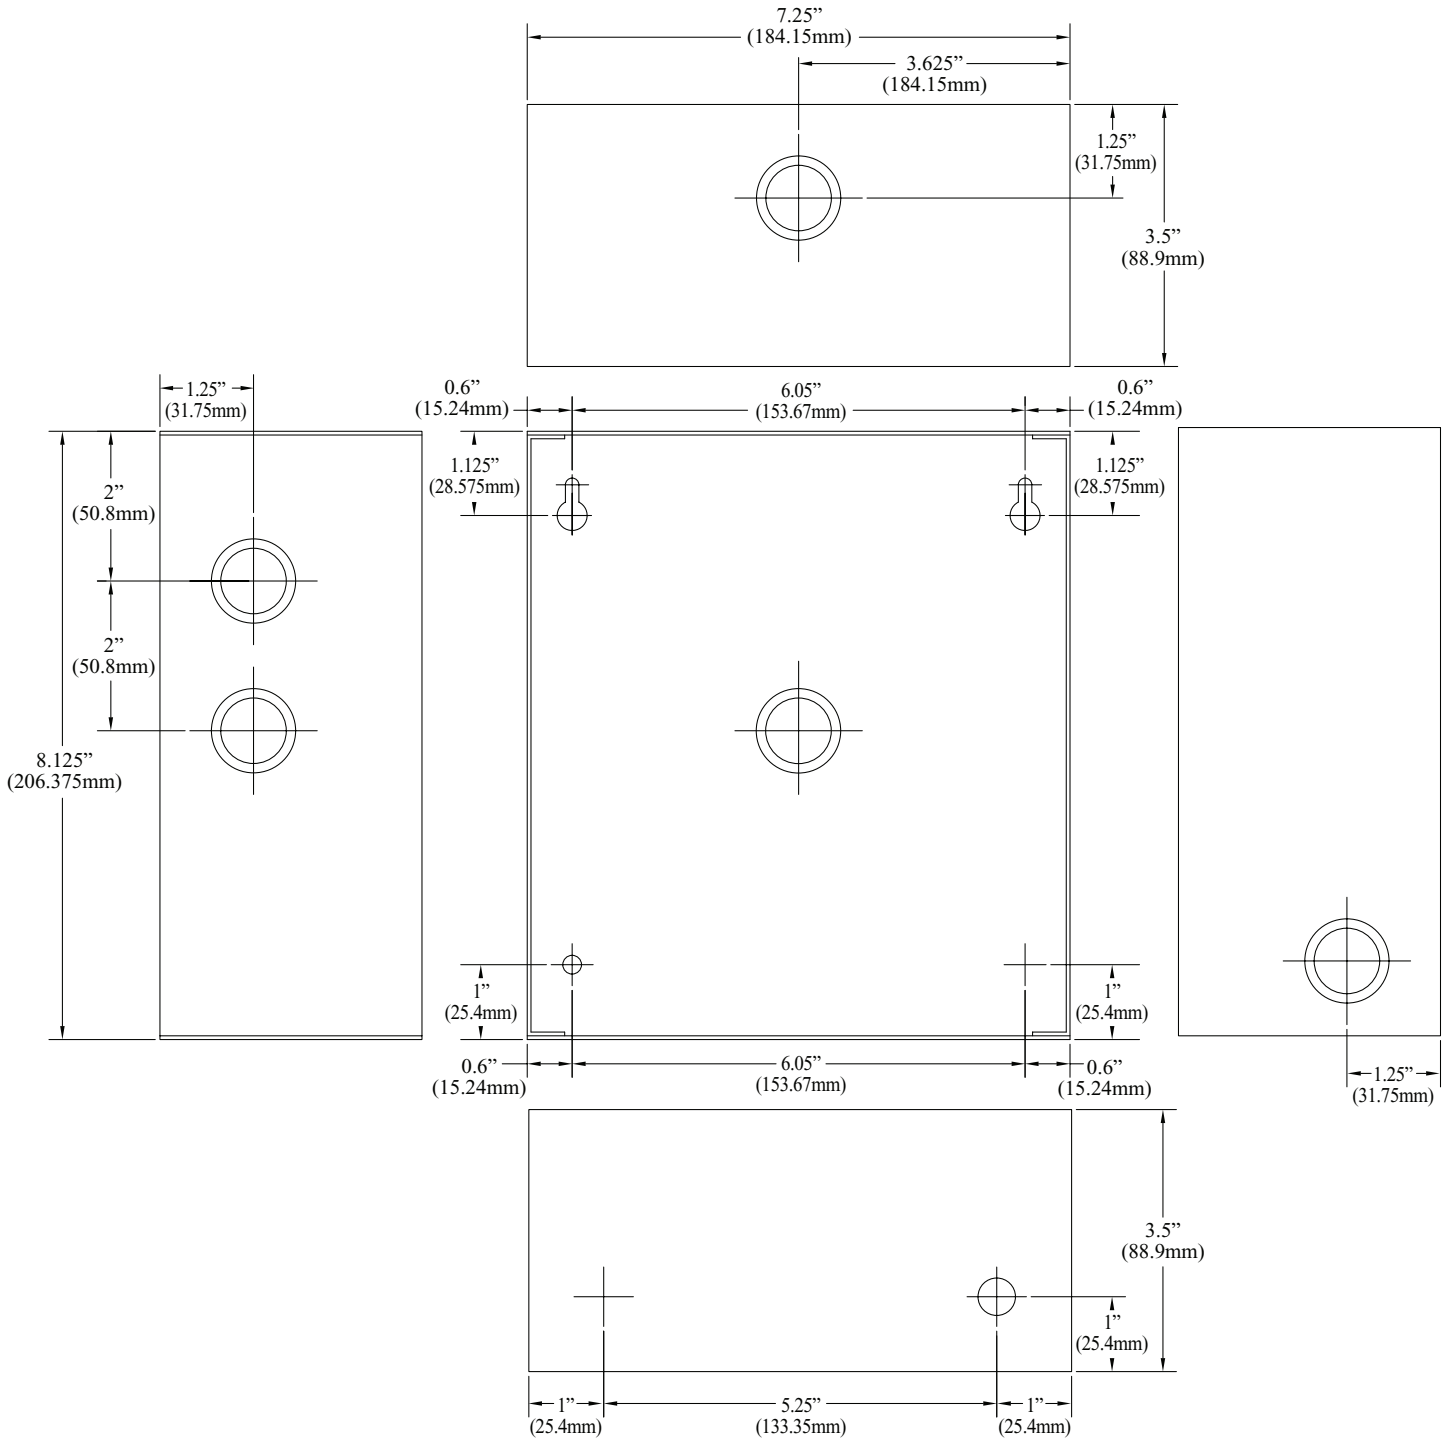 7.25”
(184.15mm)
3.625”
(184.15mm)
1.25”
(31.75mm)
3.5”
(88.9mm)
1.25”
(31.75mm)
0.6”
(15.24mm)
6.05”
(153.67mm)
0.6”
(15.24mm)
2”
(50.8mm)
1.125”
(28.575mm)
1.125”
(28.575mm)
2”
(50.8mm)
8.125”
(206.375mm)
1”
(25.4mm)
1”
(25.4mm)
0.6”
(15.24mm)
6.05”
(153.67mm)
0.6”
(15.24mm)
1.25”
(31.75mm)
3.5”
(88.9mm)
1”
(25.4mm)
1”
(25.4mm)
5.25”
(133.35mm)
1”
(25.4mm)